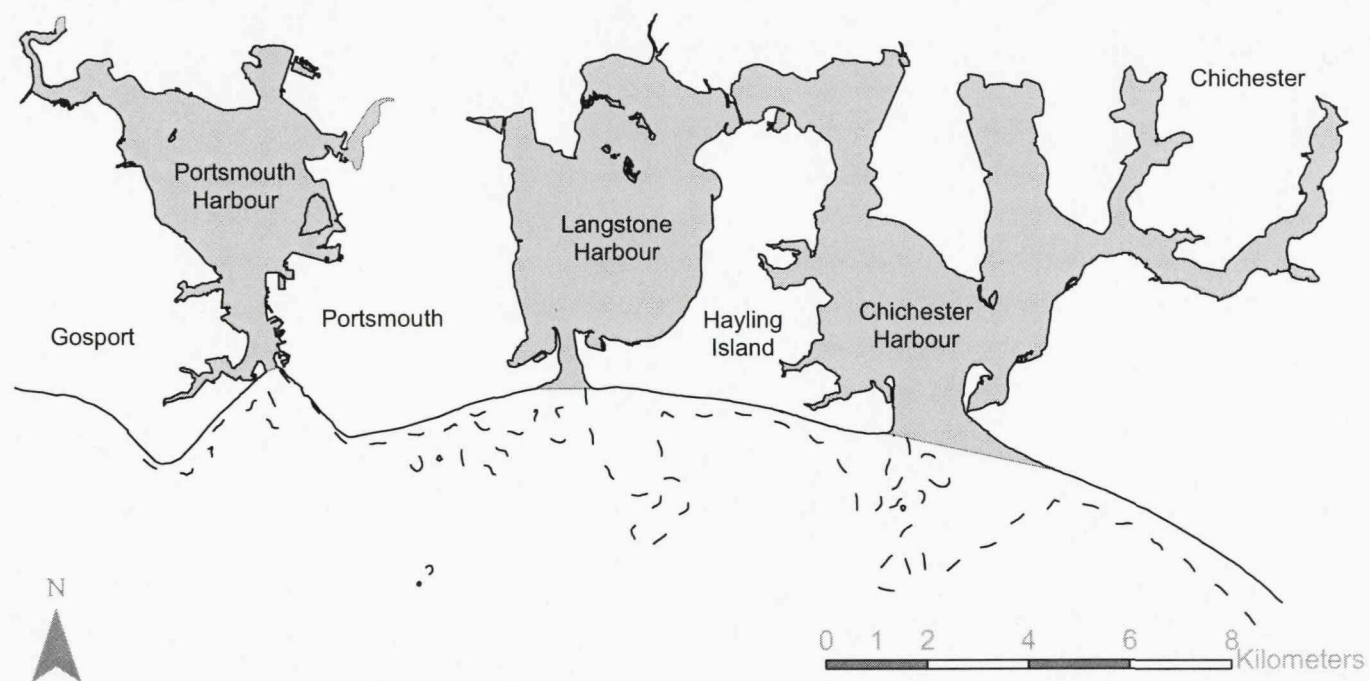 Chichester
Portsmouth
Harbour
Langstone
Harbour
Gosport
Portsmouth
Hayling
Island
Chichester
Harbour
N
0 1 2 4 6 8
Kilometers